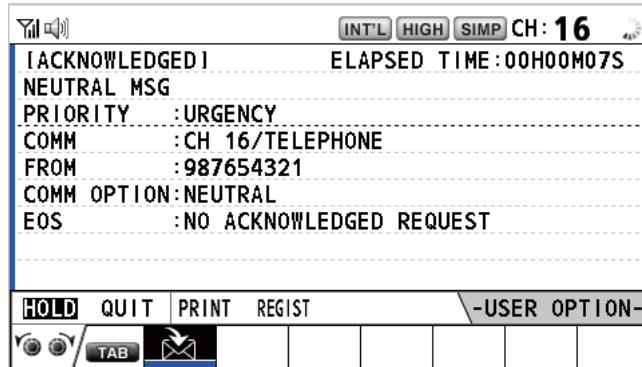 INT'L HIGH SIMP CH: 16
[ACKNOWLEDGED] ELAPSED TIME:00H00M07S
NEUTRAL MSG
PRIORITY :URGENCY
COMM :CH 16/TELEPHONE
FROM :987654321
COMM OPTION:NEUTRAL
EOS :NO ACKNOWLEDGED REQUEST
HOLD QUIT PRINT REGIST -USER OPTION-
TAB